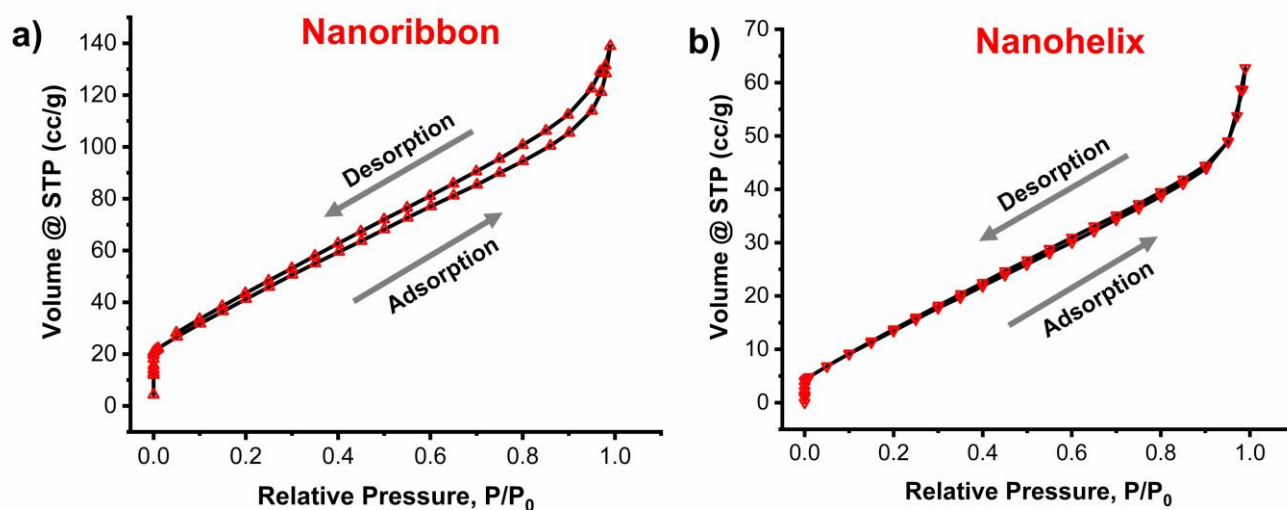 a)
Nanoribbon
Volume @ STP (cc/g)
140
120
100
80
60
40
20
0
Desorption
Adsorption
0.0 0.2 0.4 0.6 0.8 1.0
Relative Pressure, P/P₀
b)
Nanohelix
Volume @ STP (cc/g)
70
60
50
40
30
20
10
0
Desorption
Adsorption
0.0 0.2 0.4 0.6 0.8 1.0
Relative Pressure, P/P₀